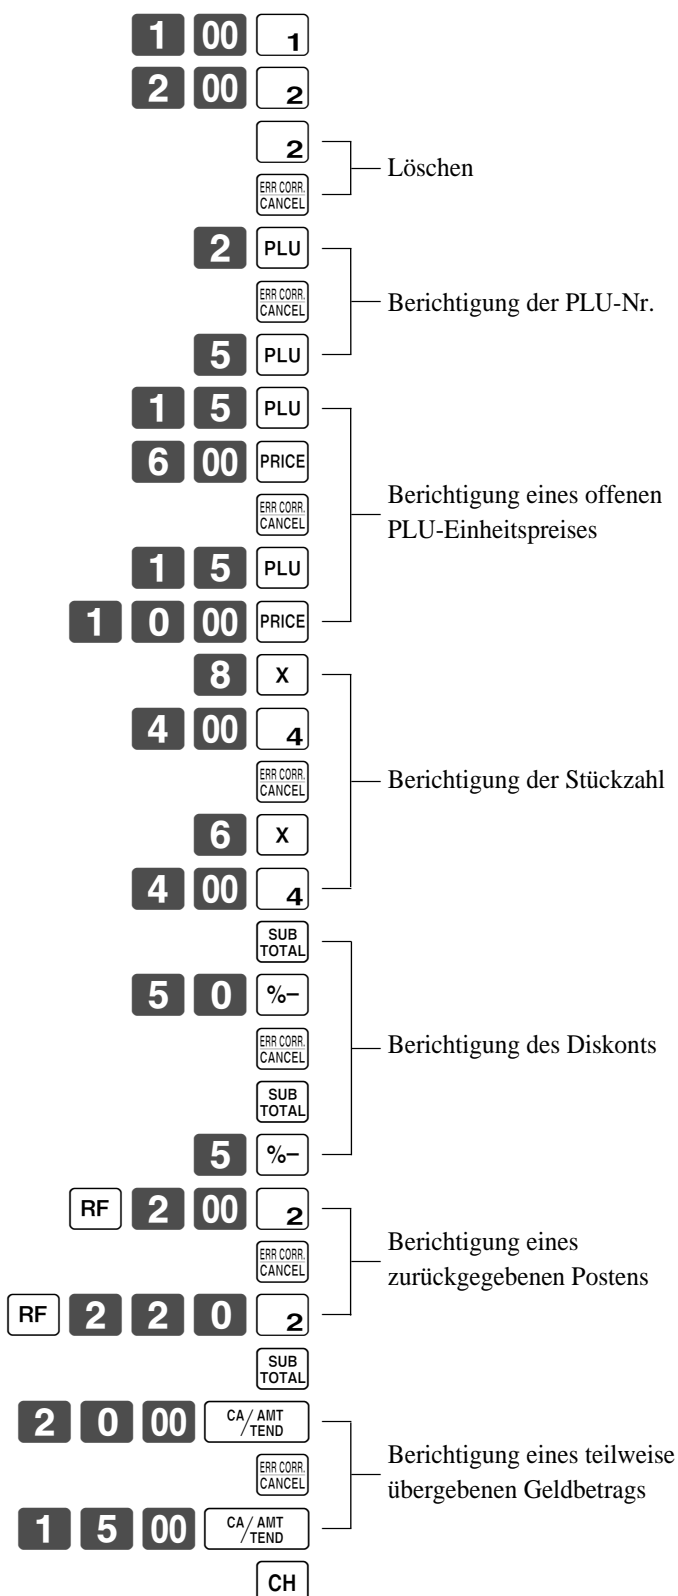 1 00 1
2 00 2
2
Löschen
ERR CORR.
CANCEL
2 PLU
ERR CORR.
CANCEL
Berichtigung der PLU-Nr.
5 PLU
1 5 PLU
6 00 PRICE
ERR CORR.
CANCEL
Berichtigung eines offenen
PLU-Einheitspreises
1 5 PLU
1 0 00 PRICE
8 X
4 00 4
ERR CORR.
CANCEL
Berichtigung der Stückzahl
6 X
4 00 4
SUB
TOTAL
5 0 %−
ERR CORR.
CANCEL
Berichtigung des Diskonts
SUB
TOTAL
5 %−
RF 2 00 2
ERR CORR.
CANCEL
Berichtigung eines
zurückgegebenen Postens
RF 2 2 0 2
SUB
TOTAL
2 0 00 CA/AMT
TEND
ERR CORR.
CANCEL
Berichtigung eines teilweise
übergebenen Geldbetrags
1 5 00 CA/AMT
TEND
CH